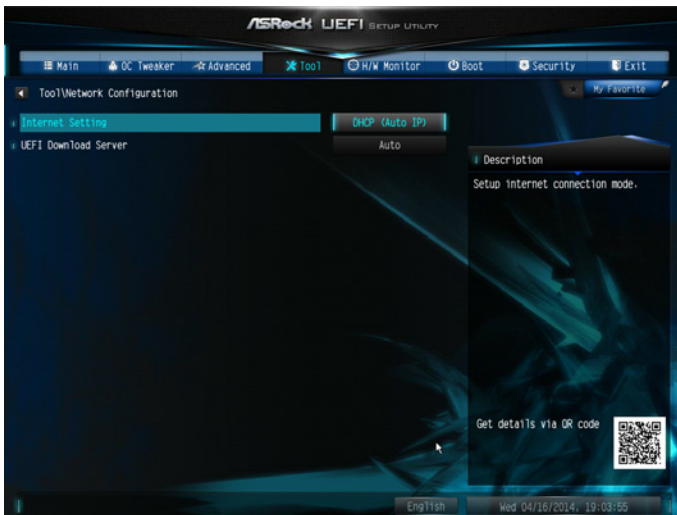 ASRock UEFI SETUP UTILITY
Main OC Tweaker Advanced Tool H/W Monitor Boot Security Exit
Tool\Network Configuration
My Favorite
Internet Setting DHCP (Auto IP)
UEFI Download Server Auto
Description
Setup internet connection mode.
Get details via QR code
English Wed 04/16/2014, 19:03:55